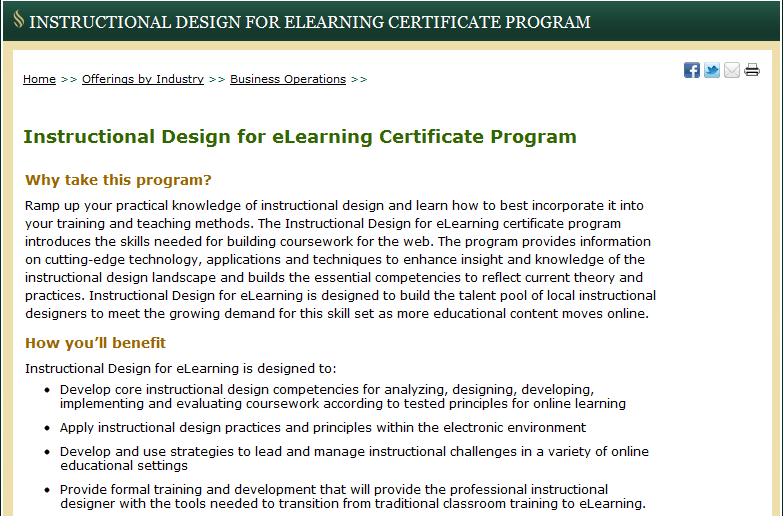 INSTRUCTIONAL DESIGN FOR ELEARNING CERTIFICATE PROGRAM
Home >> Offerings by Industry >> Business Operations >>
Instructional Design for eLearning Certificate Program
Why take this program?
Ramp up your practical knowledge of instructional design and learn how to best incorporate it into
your training and teaching methods. The Instructional Design for eLearning certificate program
introduces the skills needed for building coursework for the web. The program provides information
on cutting-edge technology, applications and techniques to enhance insight and knowledge of the
instructional design landscape and builds the essential competencies to reflect current theory and
practices. Instructional Design for eLearning is designed to build the talent pool of local instructional
designers to meet the growing demand for this skill set as more educational content moves online.
How you’ll benefit
Instructional Design for eLearning is designed to:
• Develop core instructional design competencies for analyzing, designing, developing,
implementing and evaluating coursework according to tested principles for online learning
• Apply instructional design practices and principles within the electronic environment
• Develop and use strategies to lead and manage instructional challenges in a variety of online
educational settings
• Provide formal training and development that will provide the professional instructional
designer with the tools needed to transition from traditional classroom training to eLearning.